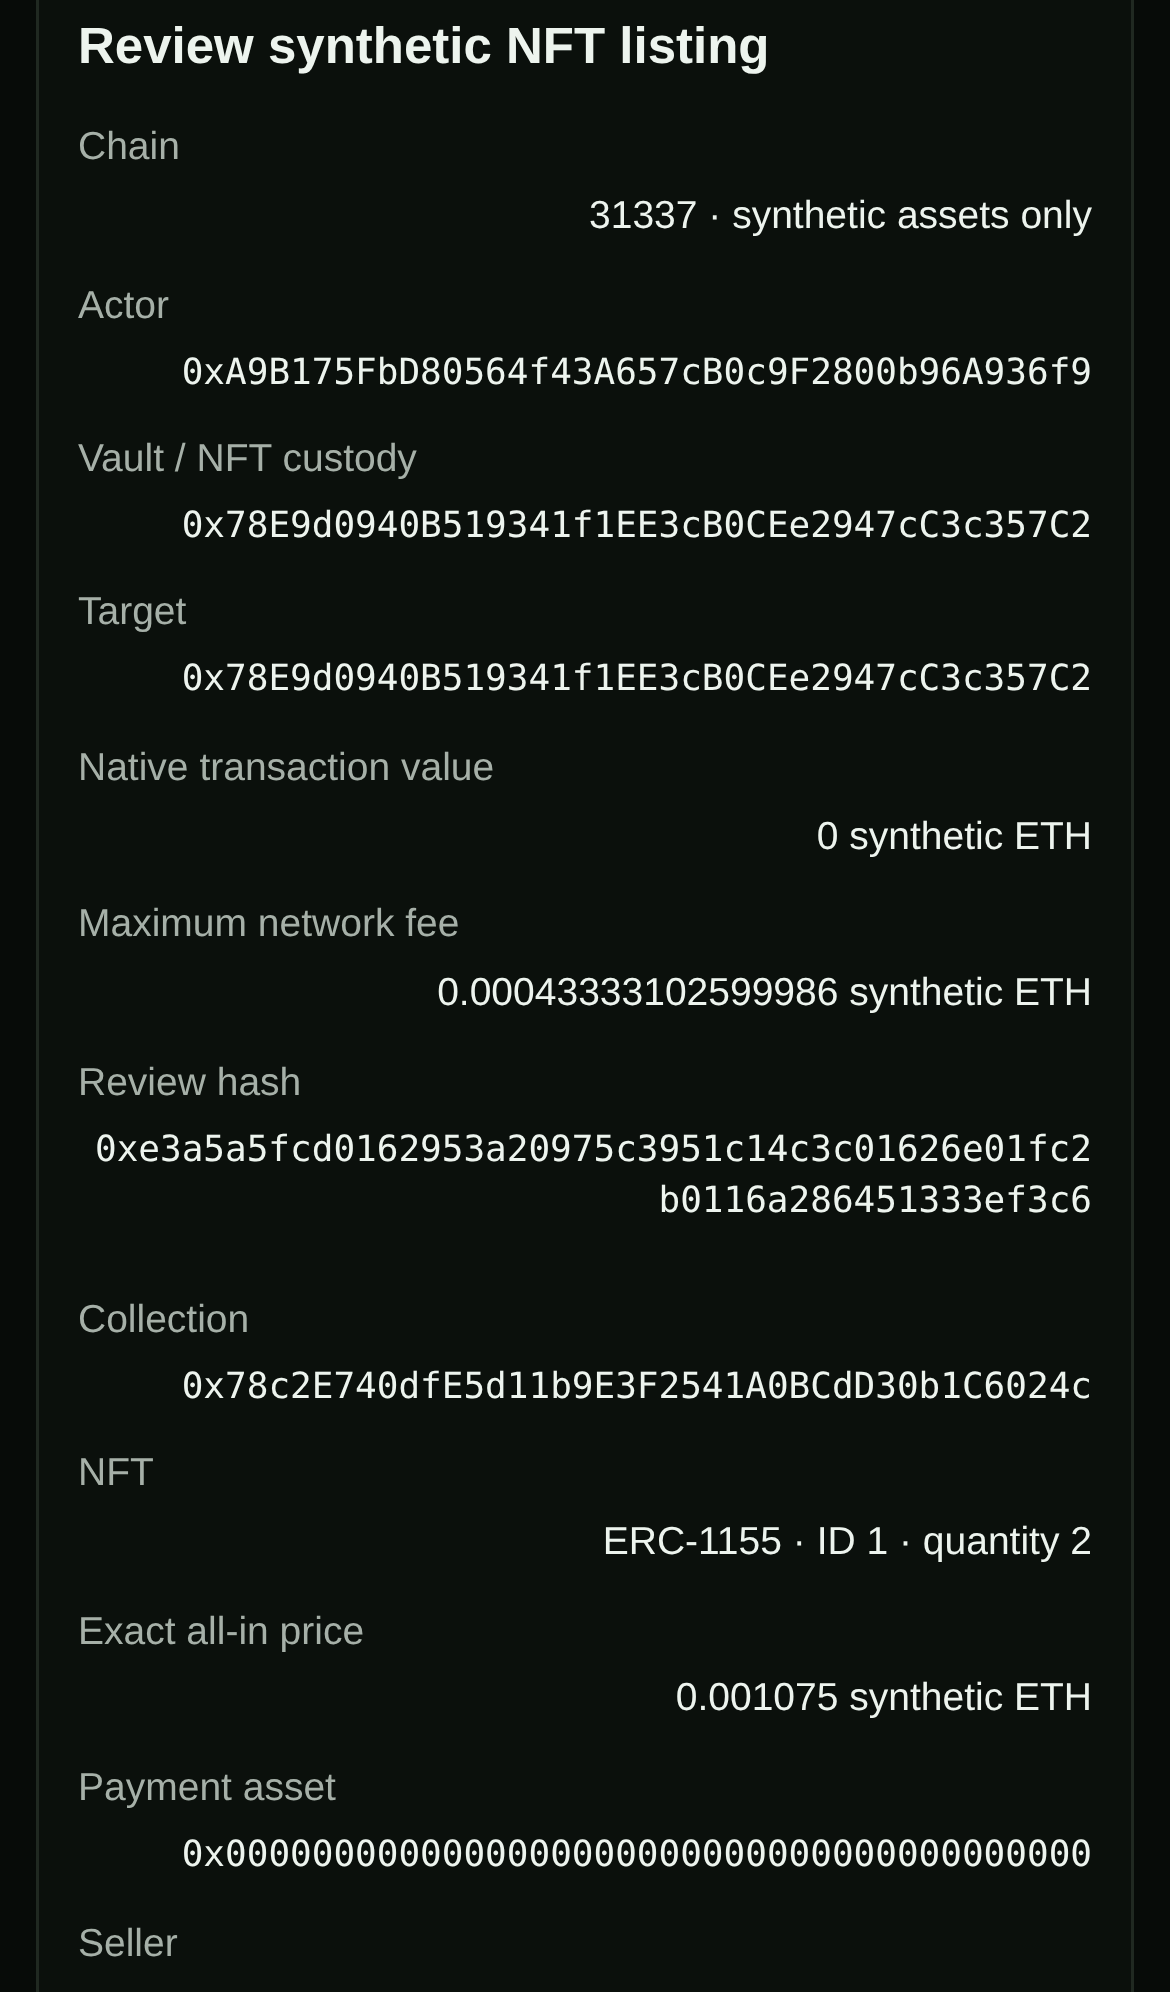 Review synthetic NFT listing
Chain
31337 · synthetic assets only
Actor
0xA9B175FbD80564f43A657cB0c9F2800b96A936f9
Vault / NFT custody
0x78E9d0940B519341f1EE3cB0CEe2947cC3c357C2
Target
0x78E9d0940B519341f1EE3cB0CEe2947cC3c357C2
Native transaction value
0 synthetic ETH
Maximum network fee
0.00043333102599986 synthetic ETH
Review hash
0xe3a5a5fcd0162953a20975c3951c14c3c01626e01fc2
b0116a286451333ef3c6
Collection
0x78c2E740dfE5d11b9E3F2541A0BCdD30b1C6024c
NFT
ERC-1155 · ID 1 · quantity 2
Exact all-in price
0.001075 synthetic ETH
Payment asset
0x0000000000000000000000000000000000000000
Seller